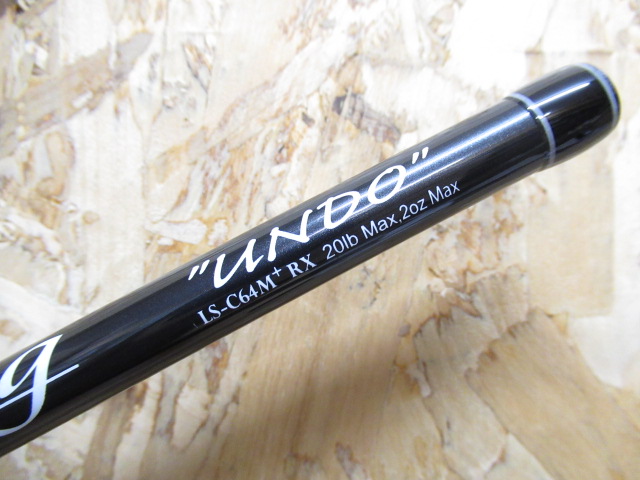 "UNDO"
LS-C64M+ RX 20lb Max,2oz Max
g